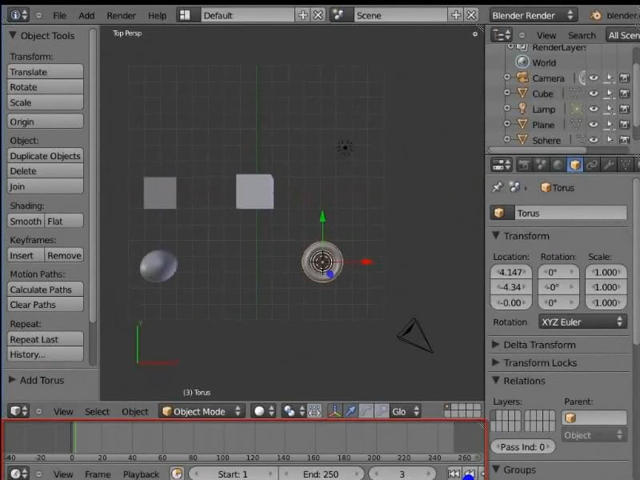 File Add Render Help Default Scene Blender Render blender
Object Tools
Top Persp
View Search All Scen
RenderLayers
World
Camera
Cube
Lamp
Plane
Sphere
Transform:
Translate
Rotate
Scale
Origin
Object:
Duplicate Objects
Delete
Join
Shading:
Smooth Flat
Keyframes:
Insert Remove
Motion Paths:
Calculate Paths
Clear Paths
Repeat:
Repeat Last
History...
Add Torus
(3) Torus
Torus
Torus
Transform
Location: Rotation: Scale:
4.147 0° 1.000
-4.34 0° 1.000
-0.00 0° 1.000
Rotation XYZ Euler
Delta Transform
Transform Locks
Relations
Layers: Parent:
Pass Ind: 0 Object
Groups
View Select Object Object Mode Glo
-40 -20 0 20 40 60 80 100 120 140 160 180 200 220 240 260
View Frame Playback Start: 1 End: 250 3